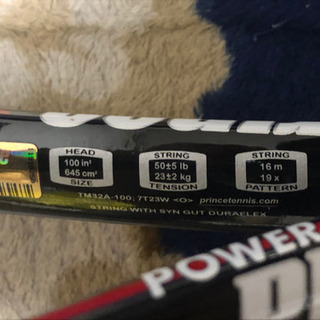 HEAD
100 in²
645 cm²
SIZE
STRING
50±5 lb
23±2 kg
TENSION
STRING
16 m
19 x
PATTERN
TM32A-100; 7T23W <O> princetennis.com
STRING WITH SYN GUT DURAFLEX
POWER